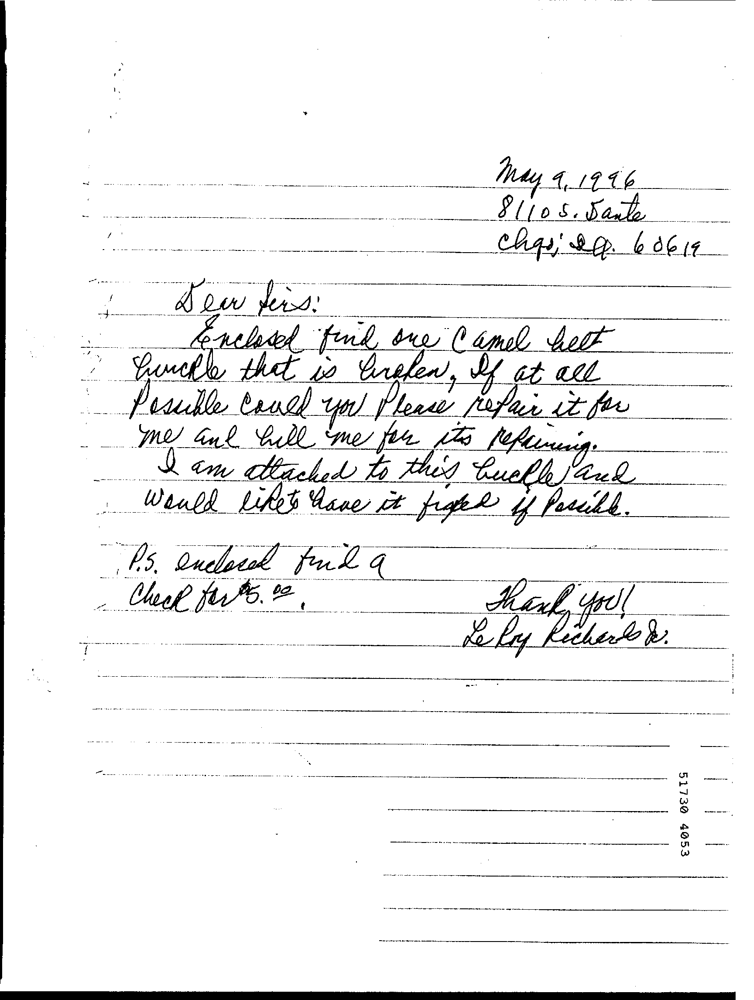 May 9, 1996
8110 S. Dante
Chgo; Ill. 60619
Dear Sirs:
Enclosed find one Camel belt
buckle that is broken, If at all
Possible Could you Please repair it for
me and bill me for its repairing.
I am attached to this buckle and
would like to have it fixed if Possible.
P.S. enclosed find a
Check for $5.00.
Thank you!
Le Roy Richards Jr.
51730 4053